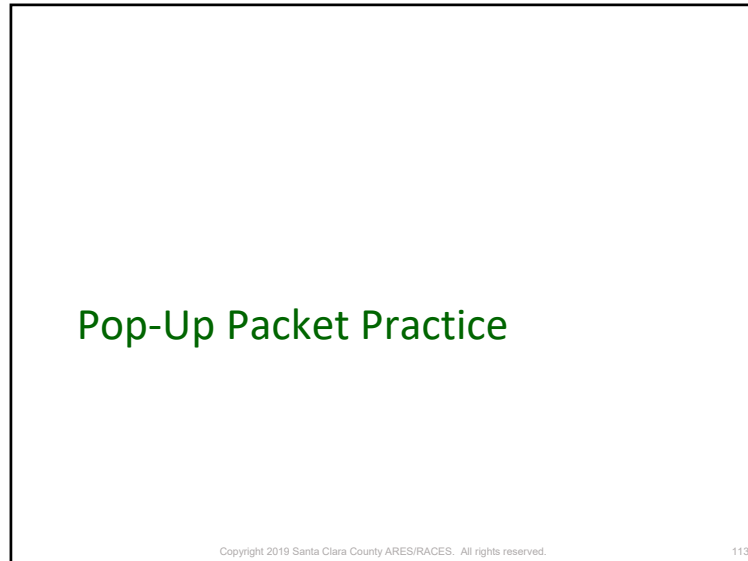 Pop-Up Packet Practice
Copyright 2019 Santa Clara County ARES/RACES. All rights reserved.
113